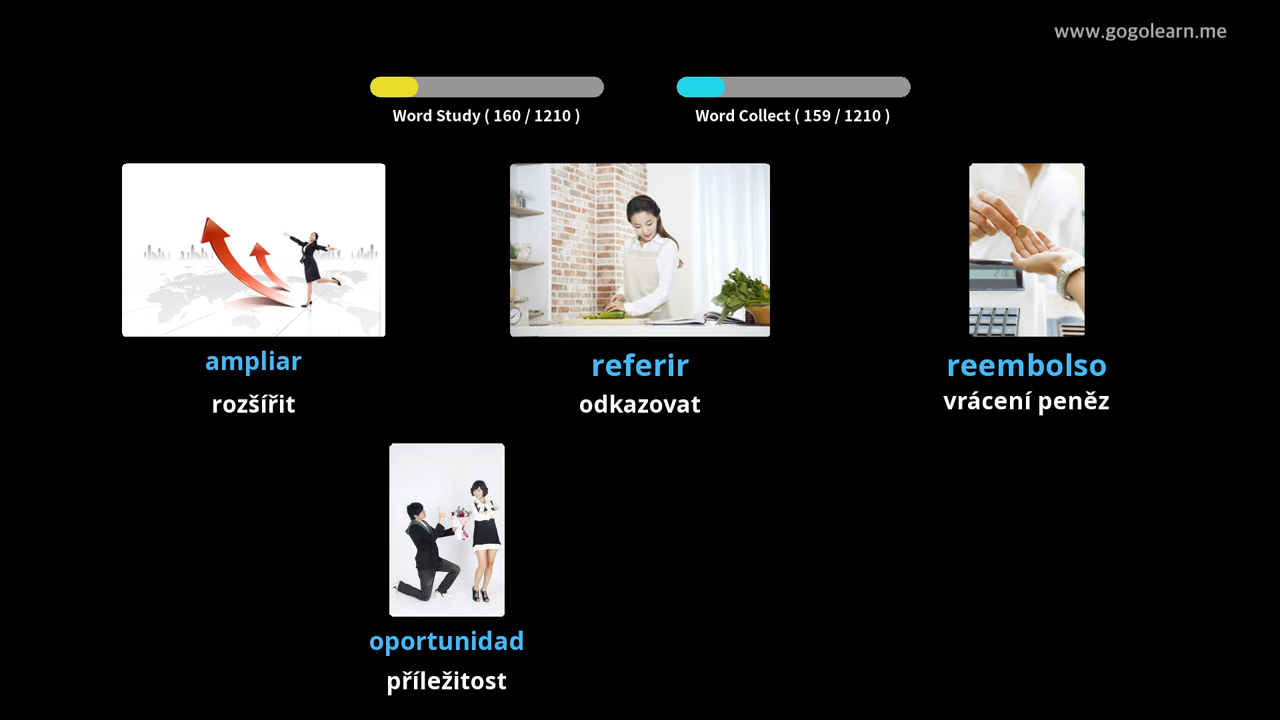 www.gogolearn.me
Word Study ( 160 / 1210 )
Word Collect ( 159 / 1210 )
ampliar
rozšířit
referir
odkazovat
reembolso
vrácení peněz
oportunidad
příležitost